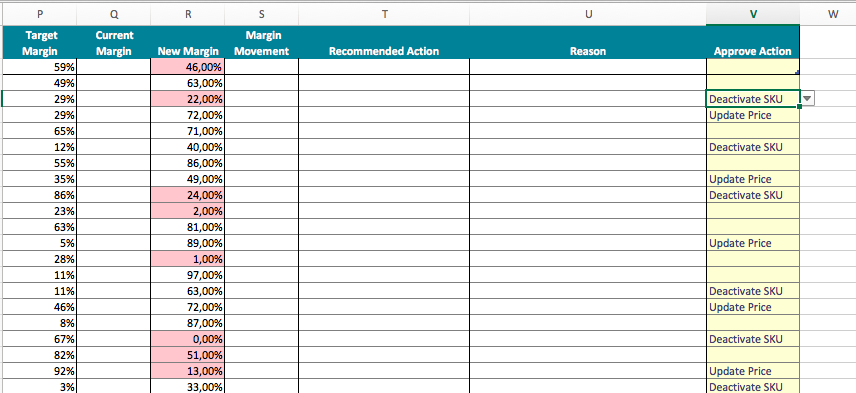 P Q R S T U V W
Target Margin Current Margin New Margin Margin Movement Recommended Action Reason Approve Action
59% 46,00%
49% 63,00%
29% 22,00% Deactivate SKU
29% 72,00% Update Price
65% 71,00%
12% 40,00% Deactivate SKU
55% 86,00%
35% 49,00% Update Price
86% 24,00% Deactivate SKU
23% 2,00%
63% 81,00%
5% 89,00% Update Price
28% 1,00%
11% 97,00%
11% 63,00% Deactivate SKU
46% 72,00% Update Price
8% 87,00%
67% 0,00% Deactivate SKU
82% 51,00%
92% 13,00% Update Price
3% 33,00% Deactivate SKU